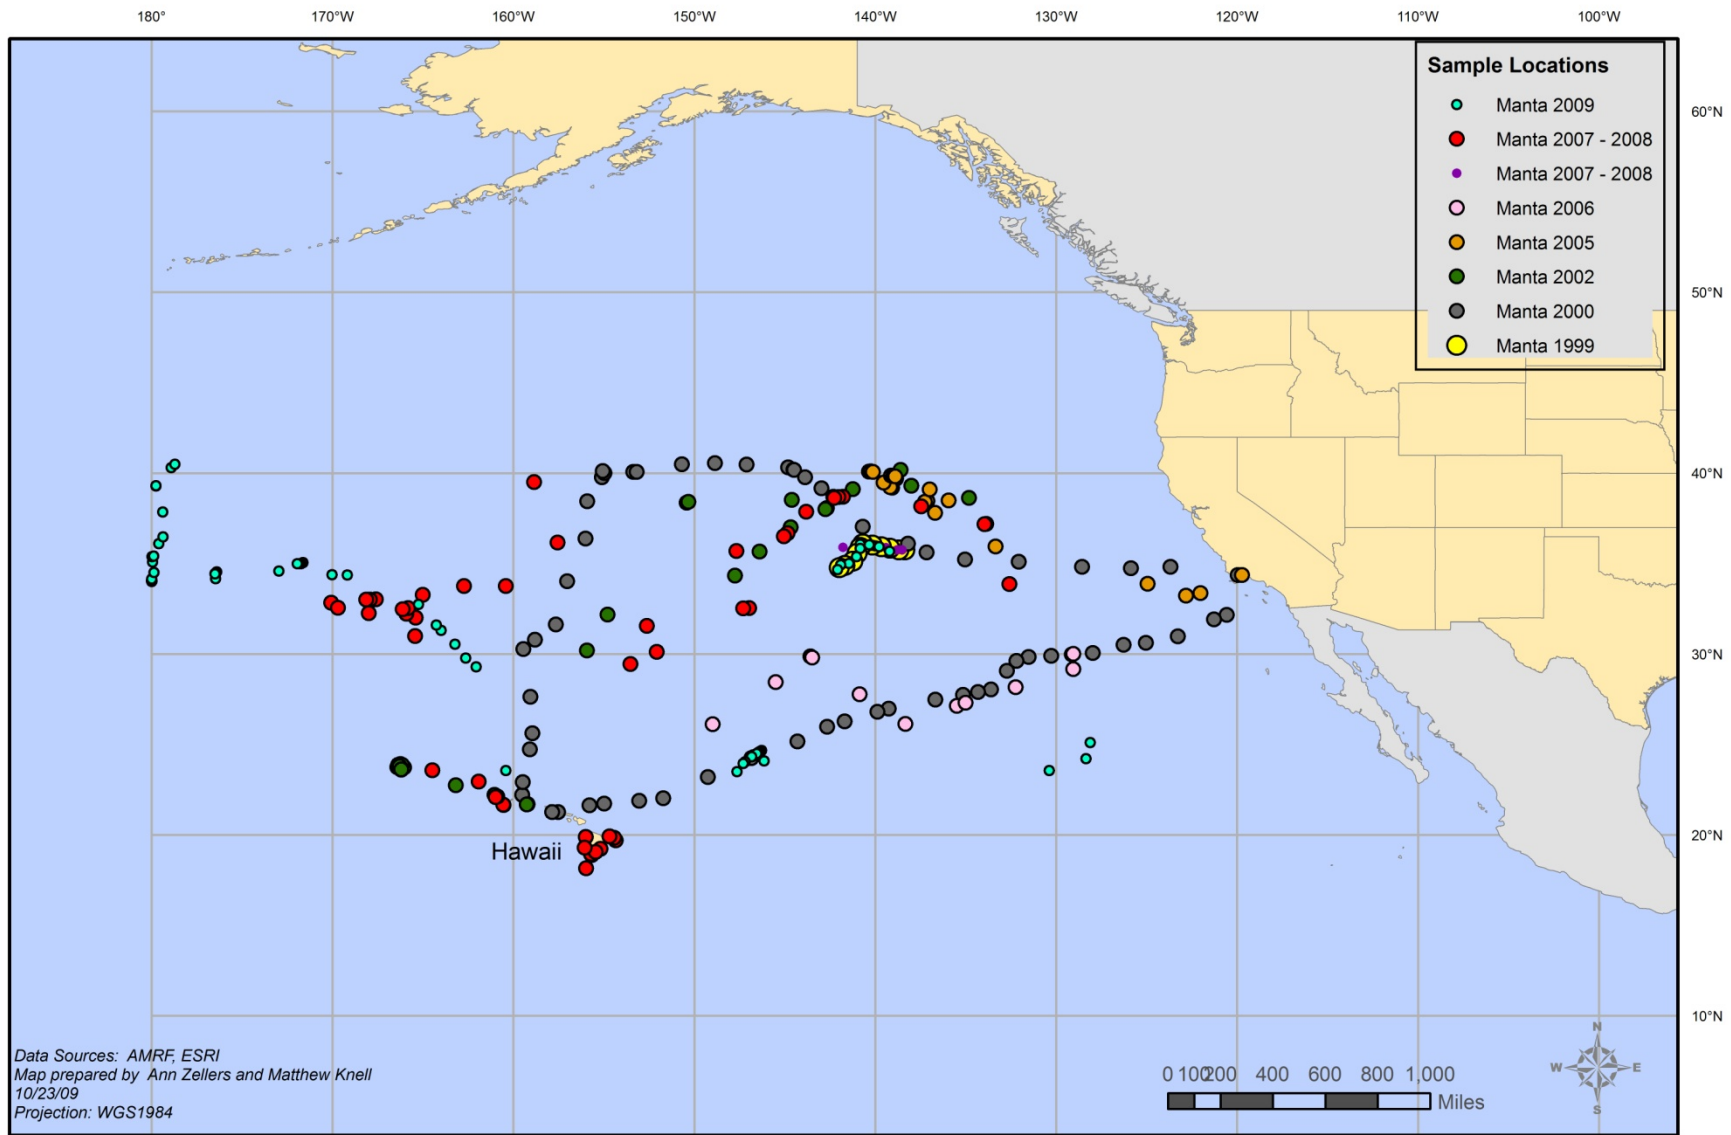 180° 170°W 160°W 150°W 140°W 130°W 120°W 110°W 100°W
Sample Locations
Manta 2009
Manta 2007 - 2008
Manta 2007 - 2008
Manta 2006
Manta 2005
Manta 2002
Manta 2000
Manta 1999
60°N
50°N
40°N
30°N
20°N
10°N
Hawaii
Data Sources: AMRF, ESRI
Map prepared by Ann Zellers and Matthew Knell
10/23/09
Projection: WGS1984
0 100200 400 600 800 1,000
Miles
N
W E
S